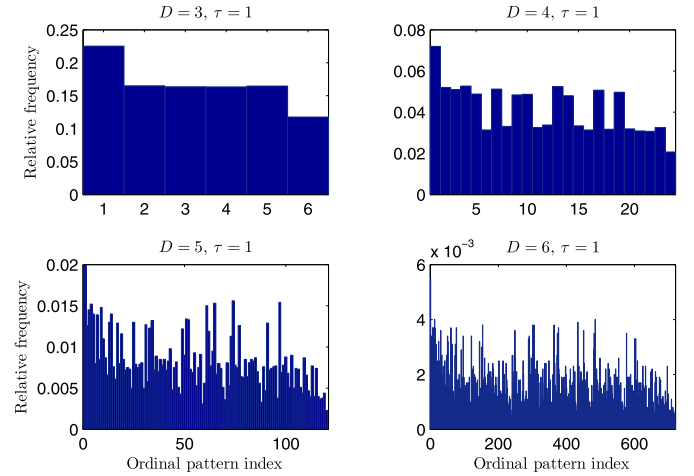 D = 3, τ = 1
D = 4, τ = 1
Relative frequency
0.25
0.2
0.15
0.1
0.05
0
1 2 3 4 5 6
0.08
0.06
0.04
0.02
0
5 10 15 20
D = 5, τ = 1
D = 6, τ = 1
Relative frequency
0.02
0.015
0.01
0.005
0
0 50 100
Ordinal pattern index
x 10⁻³
6
4
2
0
0 200 400 600
Ordinal pattern index